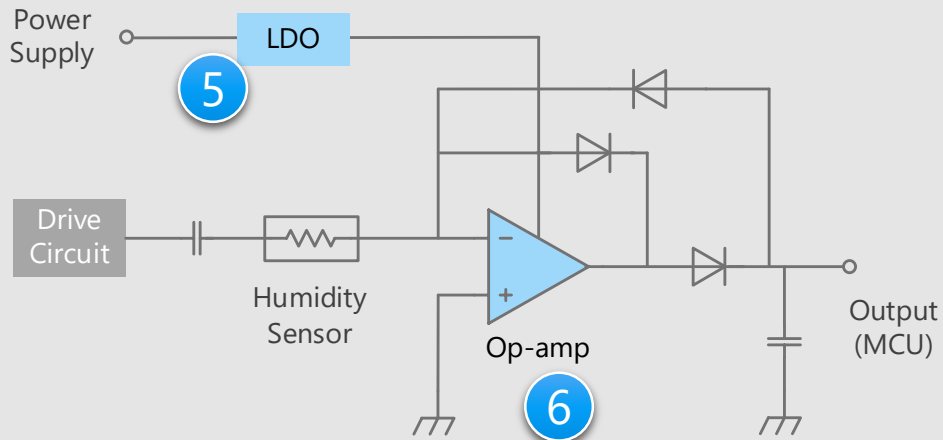 Power
Supply
LDO
5
Drive
Circuit
Humidity
Sensor
−
+
Op-amp
6
Output
(MCU)